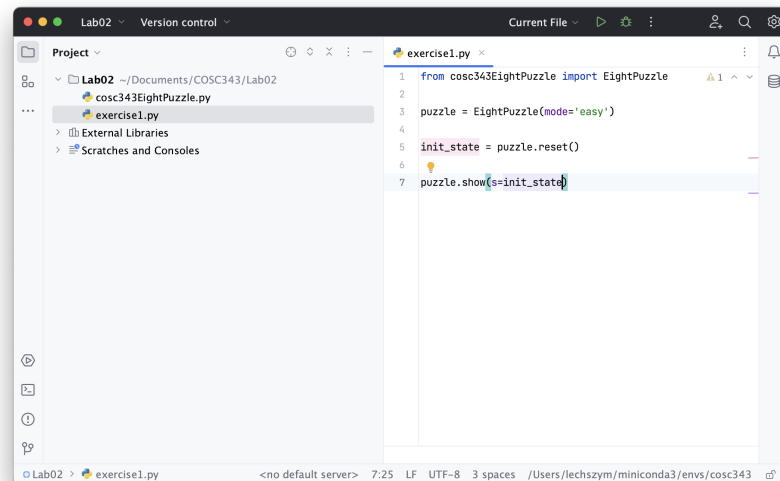 Lab02 Version control Current File
Project
Lab02 ~/Documents/COSC343/Lab02
cosc343EightPuzzle.py
exercise1.py
External Libraries
Scratches and Consoles
exercise1.py
1 from cosc343EightPuzzle import EightPuzzle 1
2
3 puzzle = EightPuzzle(mode='easy')
4
5 init_state = puzzle.reset()
6
7 puzzle.show(s=init_state)
Lab02 > exercise1.py <no default server> 7:25 LF UTF-8 3 spaces /Users/lechszym/miniconda3/envs/cosc343